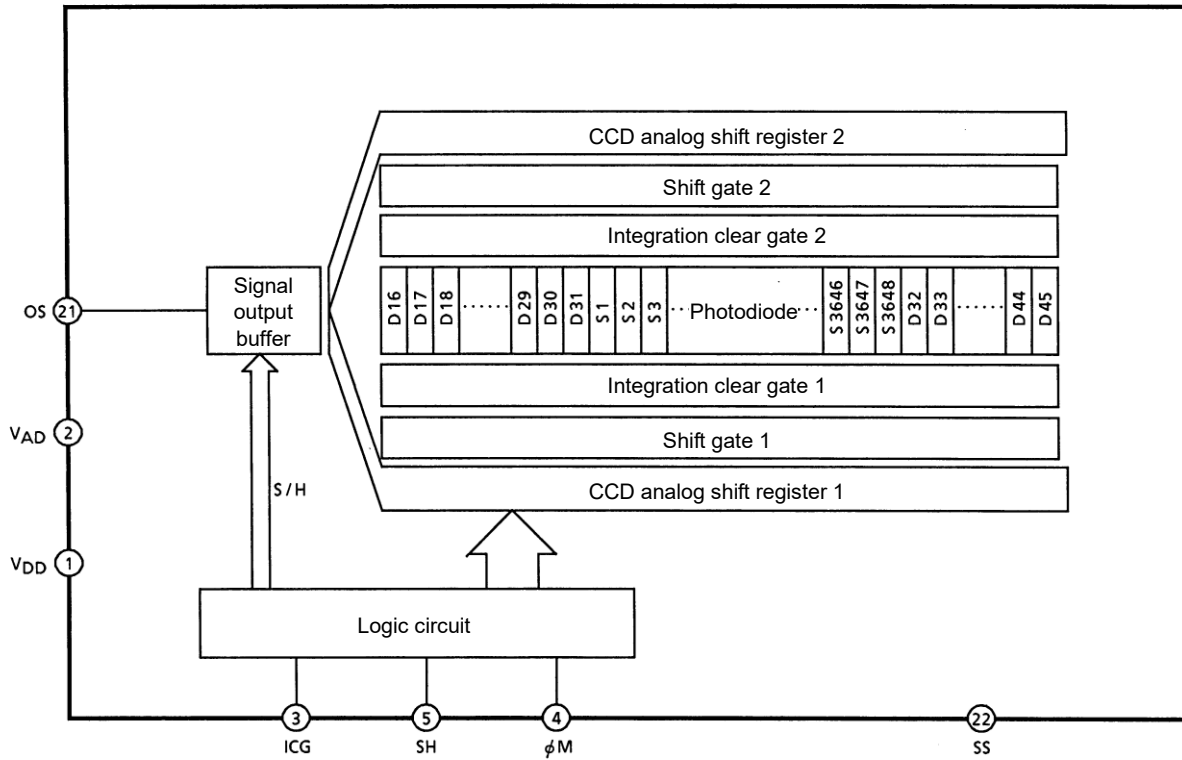 CCD analog shift register 2
Shift gate 2
Integration clear gate 2
OS 21
Signal
output
buffer
D16 D17 D18 ...... D29 D30 D31 S1 S2 S3 ... Photodiode ... S3646 S3647 S3648 D32 D33 ...... D44 D45
Integration clear gate 1
VAD 2
Shift gate 1
S/H
CCD analog shift register 1
VDD 1
Logic circuit
3 5 4 22
ICG SH φM SS